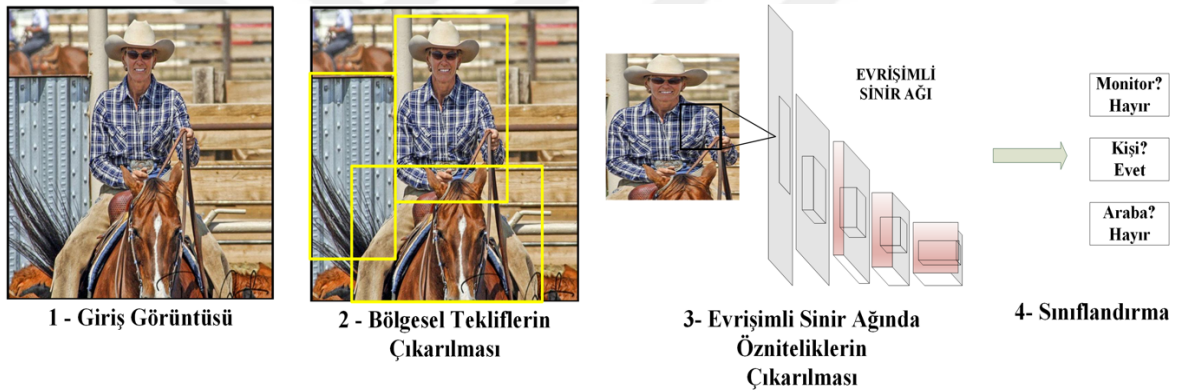 EVRİŞİMLİ
SİNİR AĞI
Monitor?
Hayır
Kişi?
Evet
Araba?
Hayır
1 - Giriş Görüntüsü
2 - Bölgesel Tekliflerin
Çıkarılması
3- Evrişimli Sinir Ağında
Özniteliklerin
Çıkarılması
4- Sınıflandırma